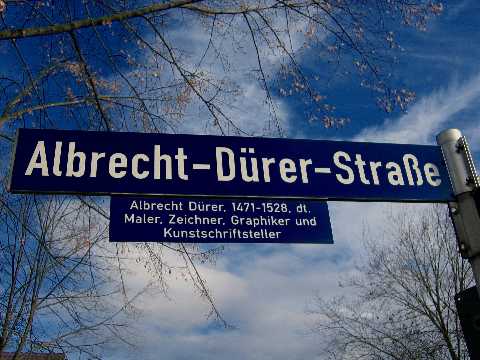 Albrecht-Dürer-Straße
Albrecht Dürer, 1471-1528, dt.
Maler, Zeichner, Graphiker und
Kunstschriftsteller